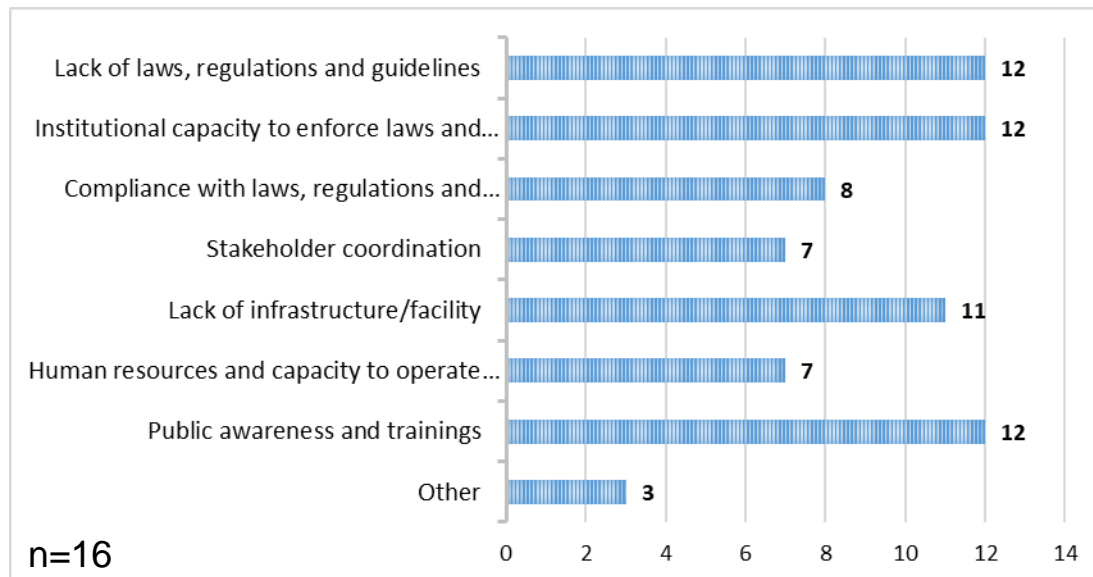 Lack of laws, regulations and guidelines 12
Institutional capacity to enforce laws and... 12
Compliance with laws, regulations and... 8
Stakeholder coordination 7
Lack of infrastructure/facility 11
Human resources and capacity to operate... 7
Public awareness and trainings 12
Other 3
n=16 0 2 4 6 8 10 12 14